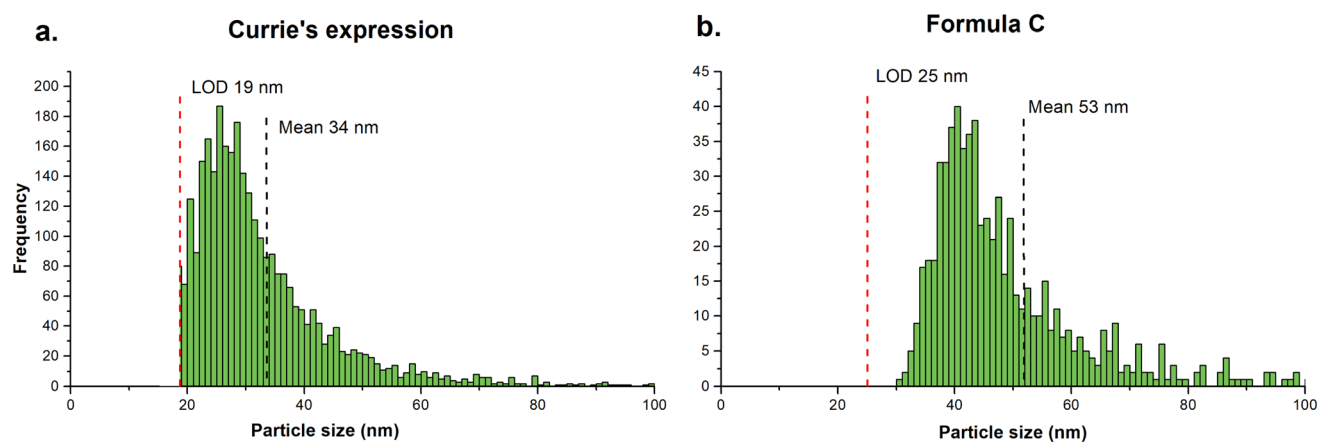 a.
Currie's expression
LOD 19 nm
Mean 34 nm
Frequency
200
180
160
140
120
100
80
60
40
20
0
0 20 40 60 80 100
Particle size (nm)
b.
Formula C
LOD 25 nm
Mean 53 nm
45
40
35
30
25
20
15
10
5
0
0 20 40 60 80 100
Particle size (nm)